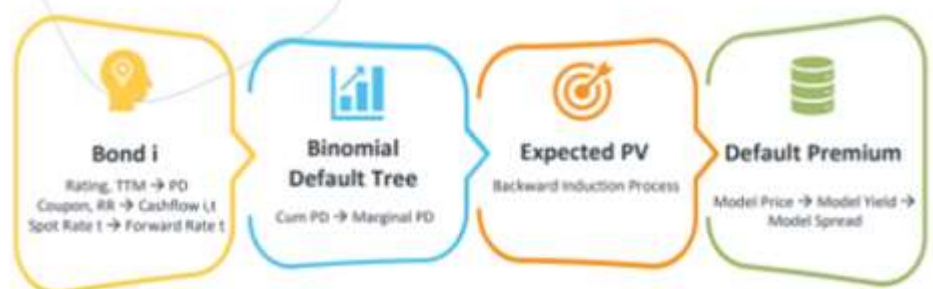 Bond i
Rating, TTM → PD
Coupon, RR → Cashflow i,t
Spot Rate t → Forward Rate t
Binomial
Default Tree
Cum PD → Marginal PD
Expected PV
Backward Induction Process
Default Premium
Model Price → Model Yield →
Model Spread